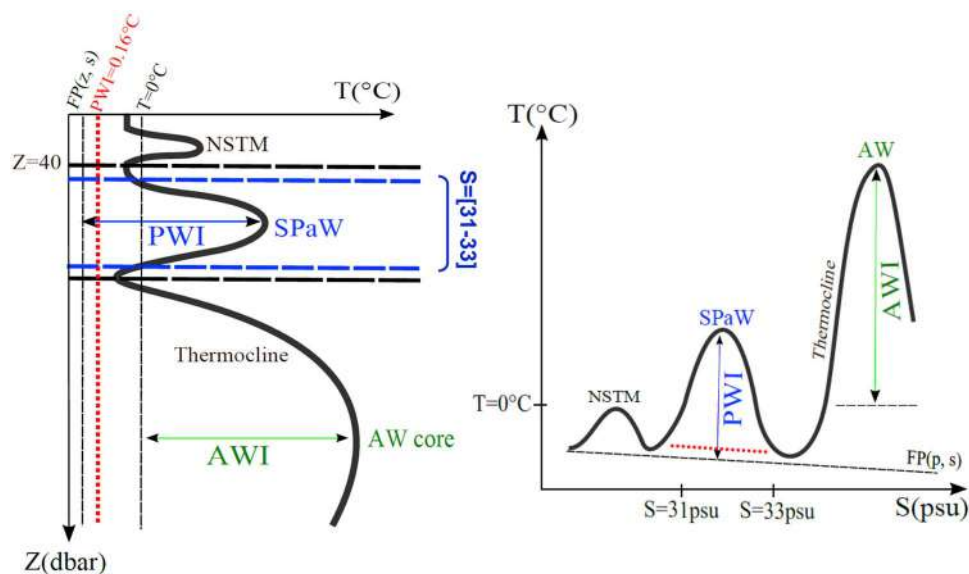 FP(z, s)
PWI=0.16°C
T=0°C
T(°C)
NSTM
Z=40
S=[31-33]
PWI
SPaW
Thermocline
AWI
AW core
Z(dbar)
T(°C)
AW
Thermocline
AWI
SPaW
PWI
NSTM
T=0°C
FP(p, s)
S=31psu
S=33psu
S(psu)